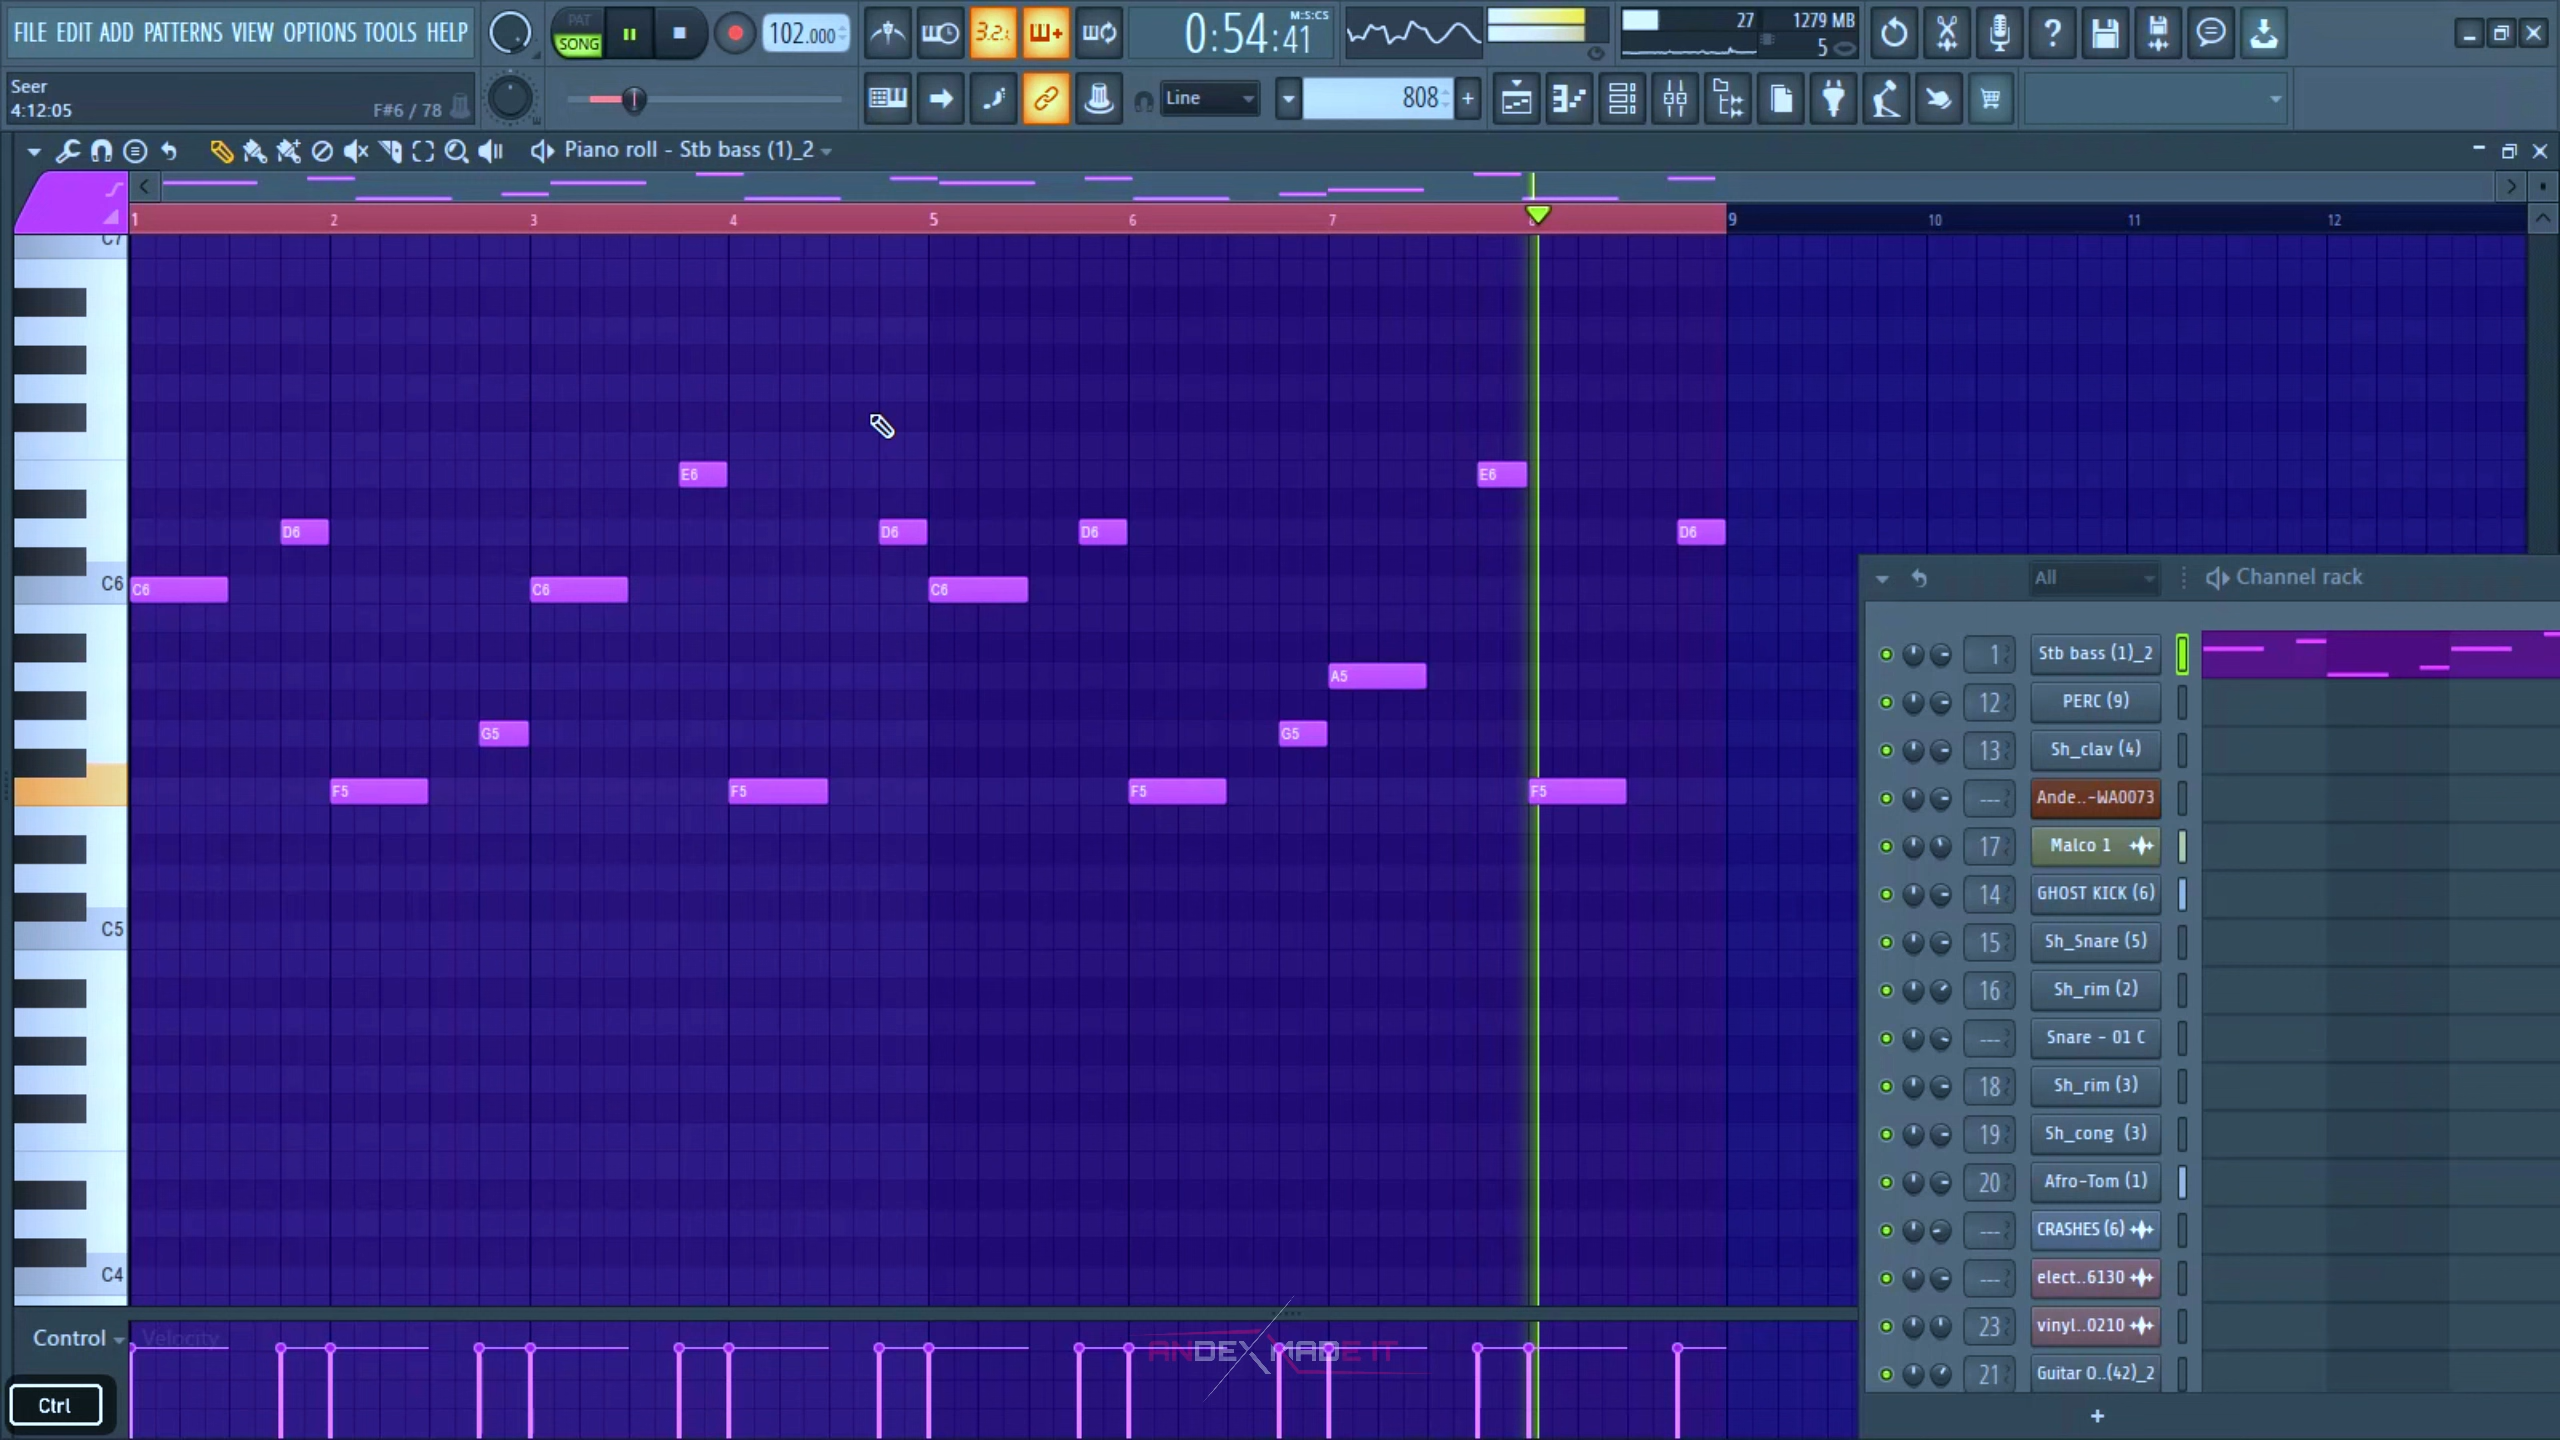 FILE EDIT ADD PATTERNS VIEW OPTIONS TOOLS HELP
PAT
SONG
102.000
3.2.
0:54:41
M:S:CS
27
1279 MB
5
Seer
4:12:05
F#6 / 78
Line
808
+
Piano roll - Stb bass (1)_2
1 2 3 4 5 6 7 8 9 10 11 12
C7
E6 E6
D6 D6 D6 D6
C6 C6 C6 C6
A5
G5 G5
F5 F5 F5 F5
C5
C4
All
Channel rack
1 Stb bass (1)_2
12 PERC (9)
13 Sh_clav (4)
--- Ande..-WA0073
17 Malco 1
14 GHOST KICK (6)
15 Sh_Snare (5)
16 Sh_rim (2)
--- Snare - 01 C
18 Sh_rim (3)
19 Sh_cong (3)
20 Afro-Tom (1)
--- CRASHES (6)
--- elect..6130
23 vinyl..0210
21 Guitar O..(42)_2
+
Control
Velocity
ANDEX MADE IT
Ctrl